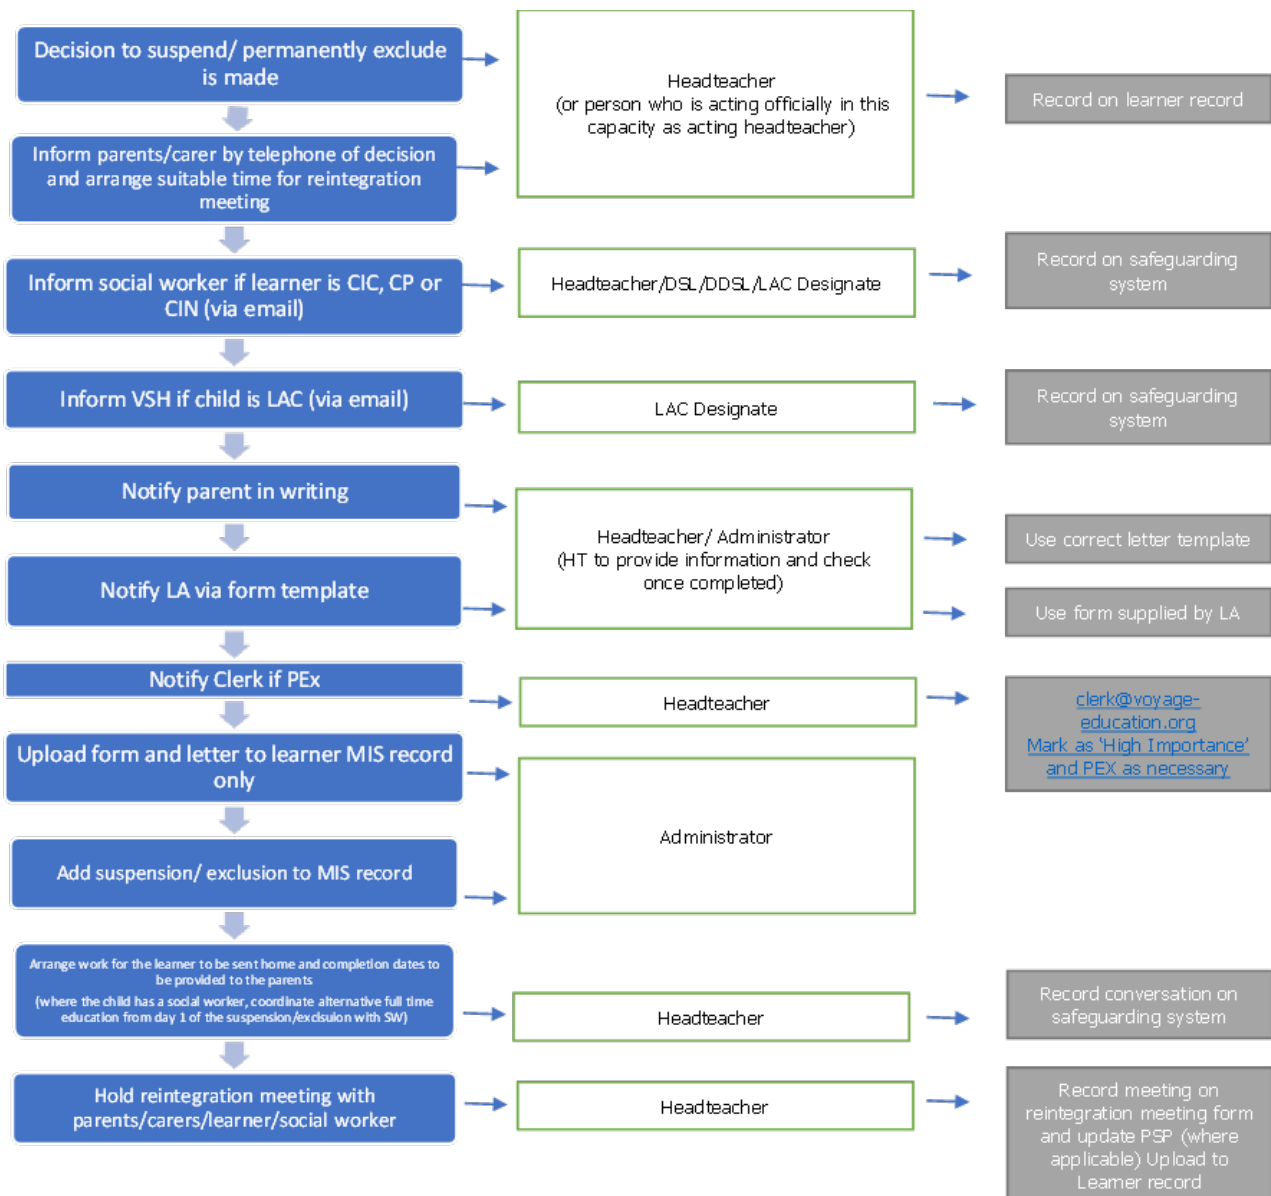 Decision to suspend/ permanently exclude
is made
Headteacher
(or person who is acting officially in this
capacity as acting headteacher)
Record on learner record
Inform parents/carer by telephone of decision
and arrange suitable time for reintegration
meeting
Inform social worker if learner is CIC, CP or
CIN (via email)
Headteacher/DSL/DDSL/LAC Designate
Record on safeguarding
system
Inform VSH if child is LAC (via email)
LAC Designate
Record on safeguarding
system
Notify parent in writing
Headteacher/ Administrator
(HT to provide information and check
once completed)
Use correct letter template
Notify LA via form template
Use form supplied by LA
Notify Clerk if PEx
Headteacher
clerk@voyage-
education.org
Mark as ‘High Importance’
and PEX as necessary
Upload form and letter to learner MIS record
only
Administrator
Add suspension/ exclusion to MIS record
Arrange work for the learner to be sent home and completion dates to
be provided to the parents
(where the child has a social worker, coordinate alternative full time
education from day 1 of the suspension/exclsuion with SW)
Headteacher
Record conversation on
safeguarding system
Hold reintegration meeting with
parents/carers/learner/social worker
Headteacher
Record meeting on
reintegration meeting form
and update PSP (where
applicable) Upload to
Learner record